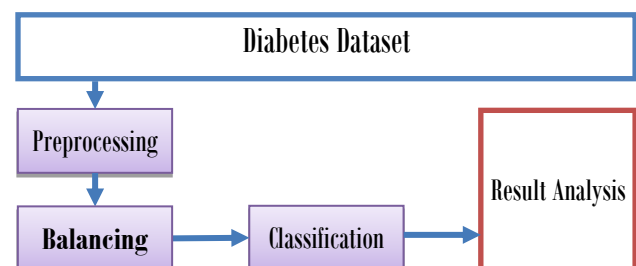 Diabetes Dataset
Preprocessing
Result Analysis
Balancing
Classification